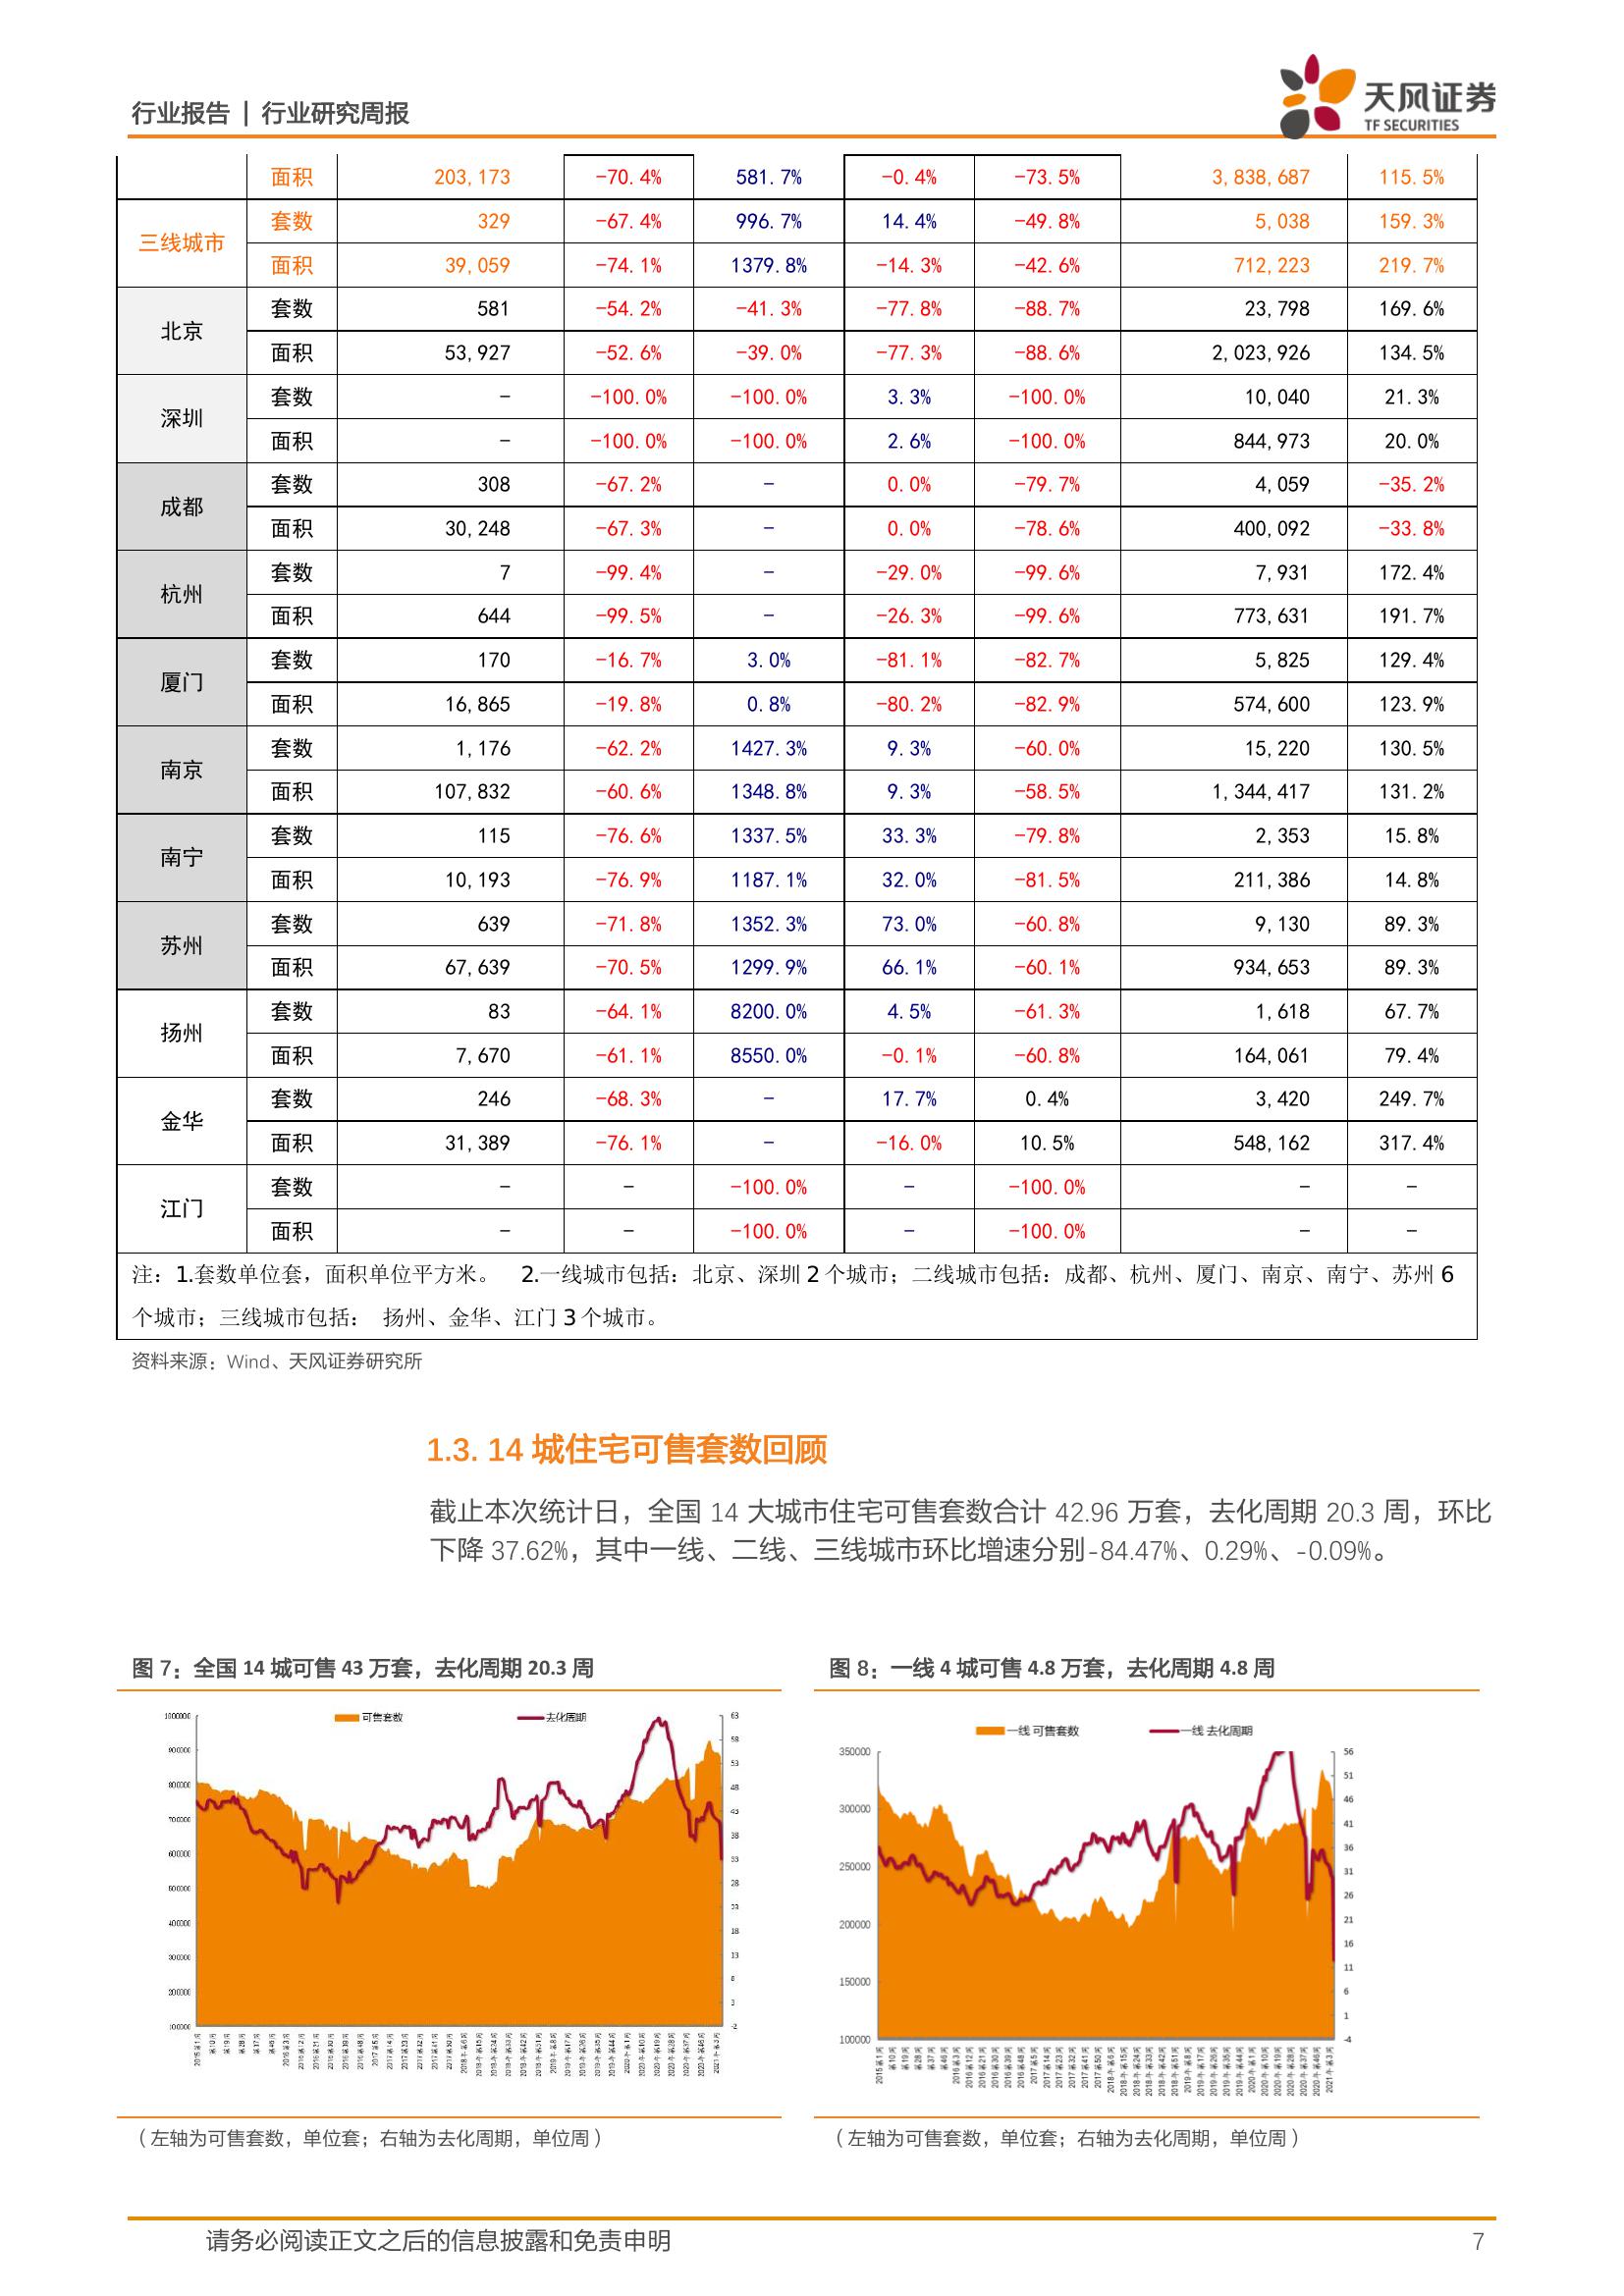 行业报告 | 行业研究周报
天风证券
TF SECURITIES
面积 203,173 -70.4% 581.7% -0.4% -73.5% 3,838,687 115.5%
三线城市 套数 329 -67.4% 996.7% 14.4% -49.8% 5,038 159.3%
面积 39,059 -74.1% 1379.8% -14.3% -42.6% 712,223 219.7%
北京 套数 581 -54.2% -41.3% -77.8% -88.7% 23,798 169.6%
面积 53,927 -52.6% -39.0% -77.3% -88.6% 2,023,926 134.5%
深圳 套数 - -100.0% -100.0% 3.3% -100.0% 10,040 21.3%
面积 - -100.0% -100.0% 2.6% -100.0% 844,973 20.0%
成都 套数 308 -67.2% - 0.0% -79.7% 4,059 -35.2%
面积 30,248 -67.3% - 0.0% -78.6% 400,092 -33.8%
杭州 套数 7 -99.4% - -29.0% -99.6% 7,931 172.4%
面积 644 -99.5% - -26.3% -99.6% 773,631 191.7%
厦门 套数 170 -16.7% 3.0% -81.1% -82.7% 5,825 129.4%
面积 16,865 -19.8% 0.8% -80.2% -82.9% 574,600 123.9%
南京 套数 1,176 -62.2% 1427.3% 9.3% -60.0% 15,220 130.5%
面积 107,832 -60.6% 1348.8% 9.3% -58.5% 1,344,417 131.2%
南宁 套数 115 -76.6% 1337.5% 33.3% -79.8% 2,353 15.8%
面积 10,193 -76.9% 1187.1% 32.0% -81.5% 211,386 14.8%
苏州 套数 639 -71.8% 1352.3% 73.0% -60.8% 9,130 89.3%
面积 67,639 -70.5% 1299.9% 66.1% -60.1% 934,653 89.3%
扬州 套数 83 -64.1% 8200.0% 4.5% -61.3% 1,618 67.7%
面积 7,670 -61.1% 8550.0% -0.1% -60.8% 164,061 79.4%
金华 套数 246 -68.3% - 17.7% 0.4% 3,420 249.7%
面积 31,389 -76.1% - -16.0% 10.5% 548,162 317.4%
江门 套数 - - -100.0% - -100.0% - -
面积 - - -100.0% - -100.0% - -
注：1.套数单位套，面积单位平方米。 2.一线城市包括：北京、深圳 2 个城市；二线城市包括：成都、杭州、厦门、南京、南宁、苏州 6
个城市；三线城市包括： 扬州、金华、江门 3 个城市。
资料来源：Wind、天风证券研究所
1.3. 14 城住宅可售套数回顾
截止本次统计日，全国 14 大城市住宅可售套数合计 42.96 万套，去化周期 20.3 周，环比
下降 37.62%，其中一线、二线、三线城市环比增速分别-84.47%、0.29%、-0.09%。
图 7：全国 14 城可售 43 万套，去化周期 20.3 周
可售套数 去化周期
1000000
900000
800000
700000
600000
500000
400000
300000
200000
100000
63
58
53
48
43
38
33
28
23
18
13
8
3
-2
（左轴为可售套数，单位套；右轴为去化周期，单位周）
图 8：一线 4 城可售 4.8 万套，去化周期 4.8 周
一线 可售套数 一线 去化周期
350000
300000
250000
200000
150000
100000
56
51
46
41
36
31
26
21
16
11
6
1
-4
（左轴为可售套数，单位套；右轴为去化周期，单位周）
请务必阅读正文之后的信息披露和免责申明 7